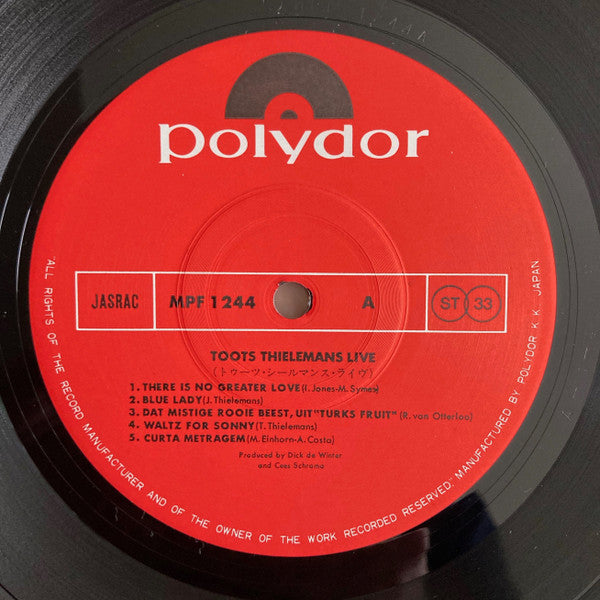 polydor
JASRAC MPF 1244 A ST 33
TOOTS THIELEMANS LIVE
(トゥーツ・シールマンス・ライヴ)
1. THERE IS NO GREATER LOVE(I. Jones-M. Symes)
2. BLUE LADY(J. Thielemans)
3. DAT MISTIGE ROOIE BEEST, UIT"TURKS FRUIT" (R. van Otterloo)
4. WALTZ FOR SONNY(T. Thielemans)
5. CURTA METRAGEM(M. Einhorn-A. Costa)
Produced by Dick de Winter
and Cees Schrama
"ALL RIGHTS OF THE RECORD MANUFACTURER AND OF THE OWNER OF THE WORK RECORDED RESERVED. MANUFACTURED BY POLYDOR K. K. JAPAN